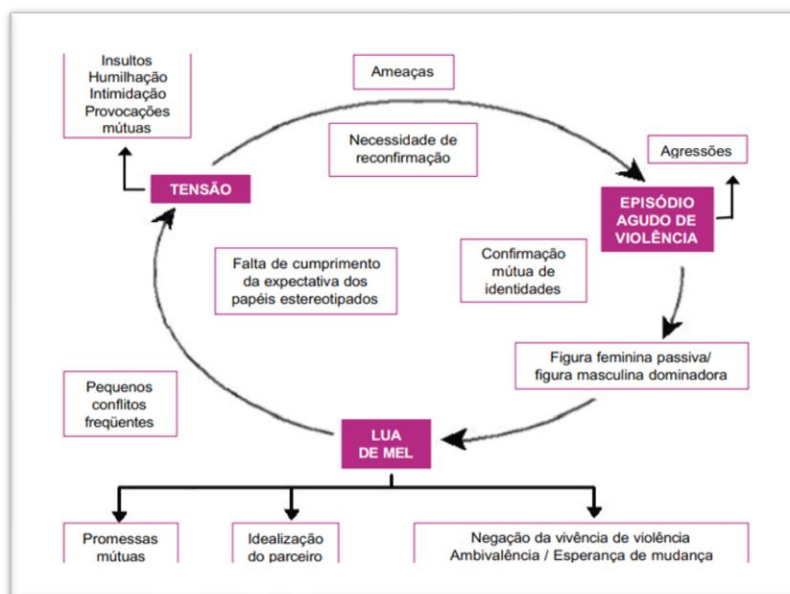 Insultos
Humilhação
Intimidação
Provocações
mútuas
Ameaças
Necessidade de
reconfirmação
Agressões
TENSÃO
EPISÓDIO
AGUDO DE
VIOLÊNCIA
Falta de cumprimento
da expectativa dos
papéis estereotipados
Confirmação
mútua de
identidades
Figura feminina passiva/
figura masculina dominadora
Pequenos
conflitos
freqüentes
LUA
DE MEL
Promessas
mútuas
Idealização
do parceiro
Negação da vivência de violência
Ambivalência / Esperança de mudança